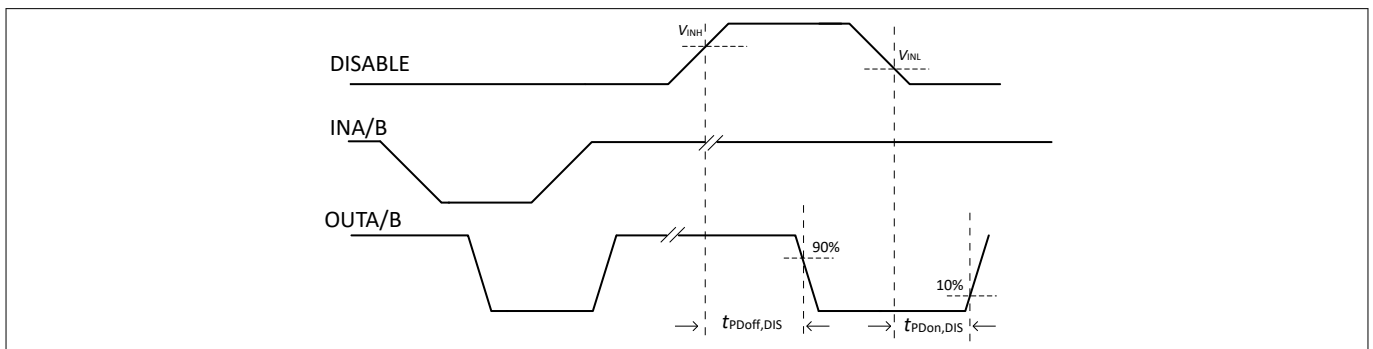 VINH
VINL
DISABLE
INA/B
OUTA/B
90%
10%
tPDoff,DIS
tPDon,DIS